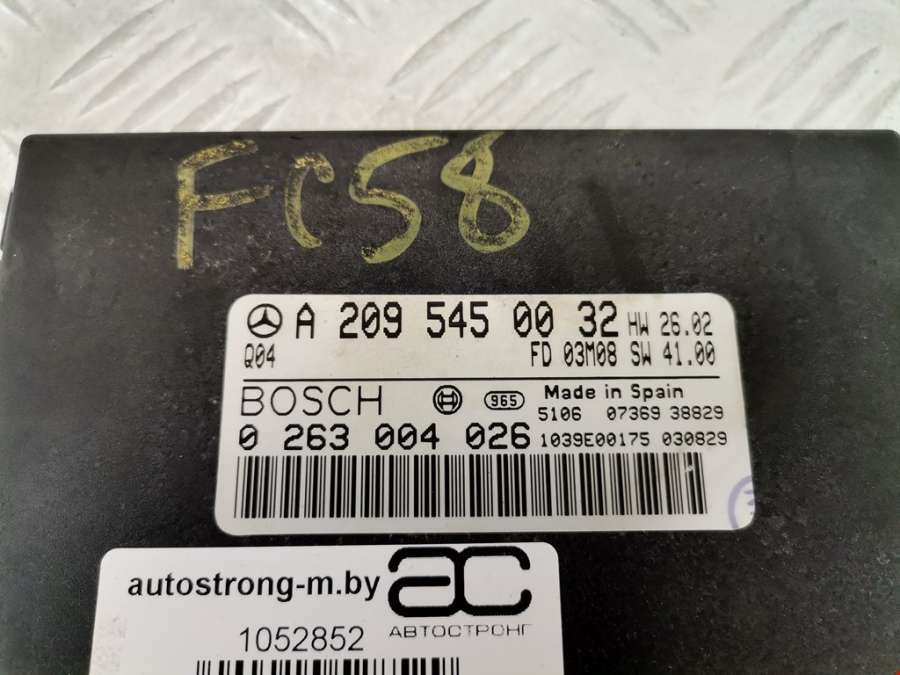 FC58
A 209 545 00 32 HW 26.02
Q04 FD 03M08 SW 41.00
BOSCH 965 Made in Spain
5106 07369 38829
0 263 004 026 1039E00175 030829
autostrong-m.by ac
АВТОСТРОНГ
1052852